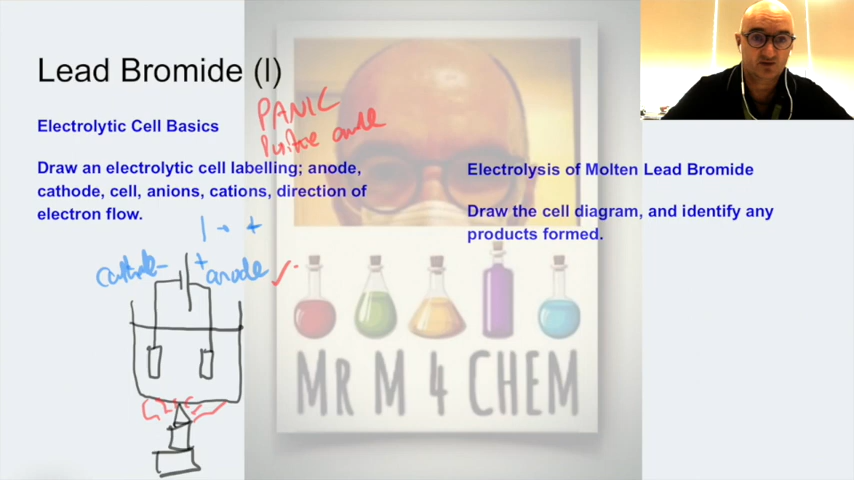 Lead Bromide (l)
PANIC
Positive anode
Electrolytic Cell Basics
Draw an electrolytic cell labelling; anode,
cathode, cell, anions, cations, direction of
electron flow.
Electrolysis of Molten Lead Bromide
Draw the cell diagram, and identify any
products formed.
+
cathode - + anode ✓
MR M 4 CHEM